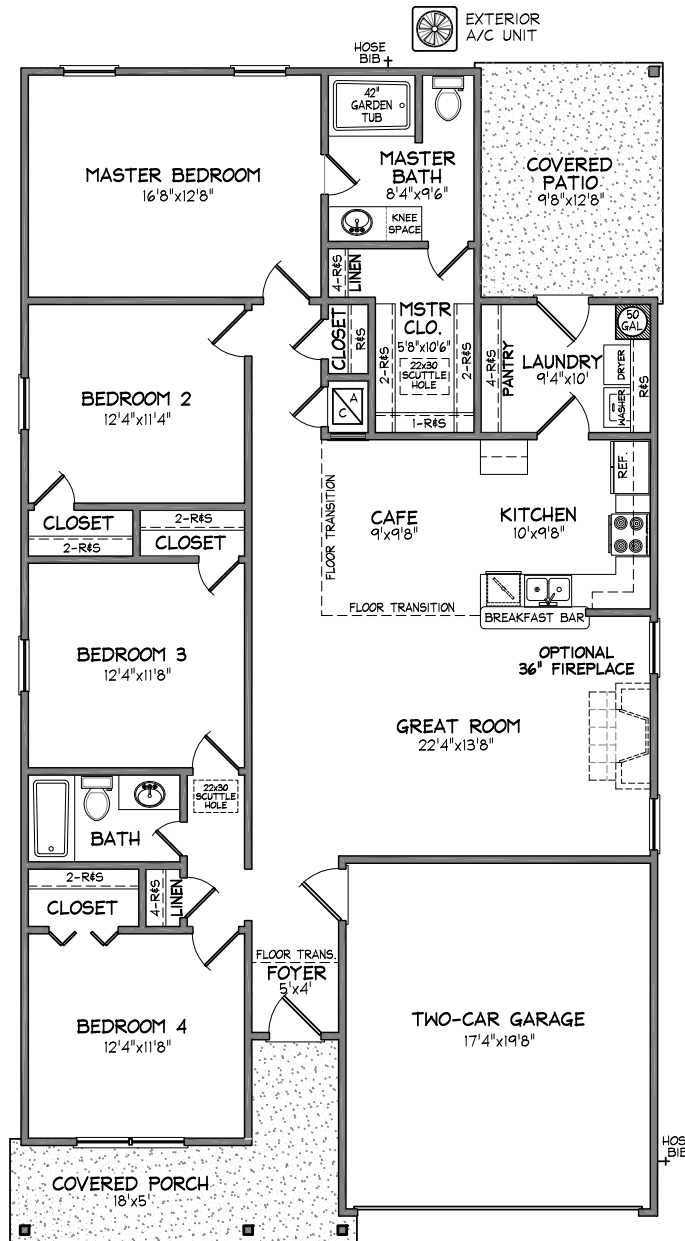 EXTERIOR
A/C UNIT
HOSE
BIB
42"
GARDEN
TUB
MASTER BEDROOM
16'8"x12'8"
MASTER
BATH
8'4"x9'6"
KNEE
SPACE
COVERED
PATIO
9'8"x12'8"
4-R&S
LINEN
CLOSET
R&S
MSTR
CLO.
5'8"x10'6"
22x30
SCUTTLE
HOLE
2-R&S
2-R&S
1-R&S
4-R&S
PANTRY
50
GAL
LAUNDRY
9'4"x10'
DRYER
WASHER
R&S
A
C
BEDROOM 2
12'4"x11'4"
CLOSET
2-R&S
2-R&S
CLOSET
FLOOR TRANSITION
CAFE
9'x9'8"
KITCHEN
10'x9'8"
REF.
FLOOR TRANSITION
BREAKFAST BAR
OPTIONAL
36" FIREPLACE
BEDROOM 3
12'4"x11'8"
GREAT ROOM
22'4"x13'8"
22x30
SCUTTLE
HOLE
BATH
2-R&S
CLOSET
4-R&S
LINEN
FLOOR TRANS.
FOYER
5'x4'
BEDROOM 4
12'4"x11'8"
TWO-CAR GARAGE
17'4"x19'8"
HOS
BIE
COVERED PORCH
18'x5'